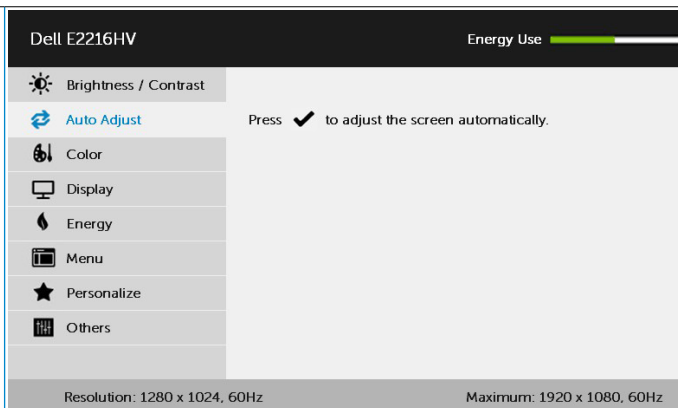 Dell E2216HV
Energy Use
Brightness / Contrast
Auto Adjust
Press ✔ to adjust the screen automatically.
Color
Display
Energy
Menu
Personalize
Others
Resolution: 1280 x 1024, 60Hz
Maximum: 1920 x 1080, 60Hz